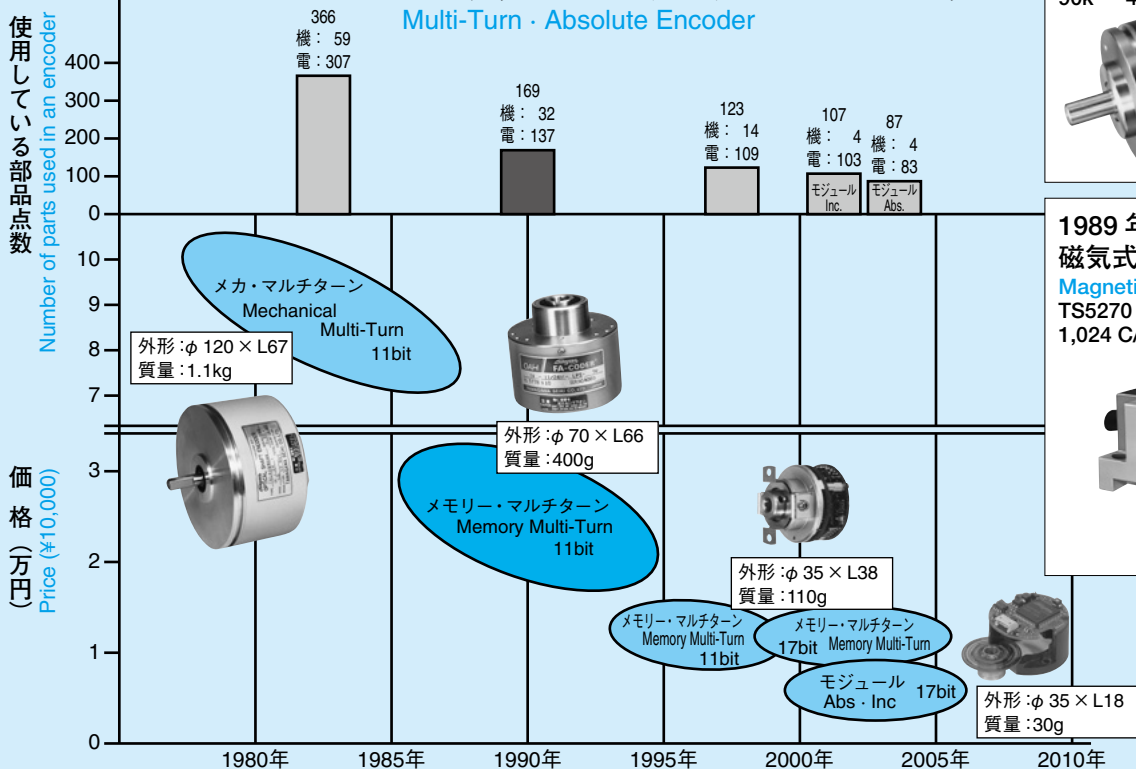 Multi-Turn · Absolute Encoder
使用している部品点数
Number of parts used in an encoder
400
300
200
100
0
366
機： 59
電：307
169
機： 32
電：137
123
機： 14
電：109
107
機： 4
電：103
87
機： 4
電：83
モジュール
Inc.
モジュール
Abs.
10
9
8
7
メカ・マルチターン
Mechanical
Multi-Turn
11bit
外形：φ 120 × L67
質量：1.1kg
FA-CODER
外形：φ 70 × L66
質量：400g
価格（万円）
Price (¥10,000)
3
2
1
0
メモリー・マルチターン
Memory Multi-Turn
11bit
外形：φ 35 × L38
質量：110g
メモリー・マルチターン
Memory Multi-Turn
11bit
メモリー・マルチターン
17bit Memory Multi-Turn
モジュール 17bit
Abs · Inc
外形：φ 35 × L18
質量：30g
1980年
1985年
1990年
1995年
2000年
2005年
2010年
1989 年
磁気式
Magneti
TS5270
1,024 C/